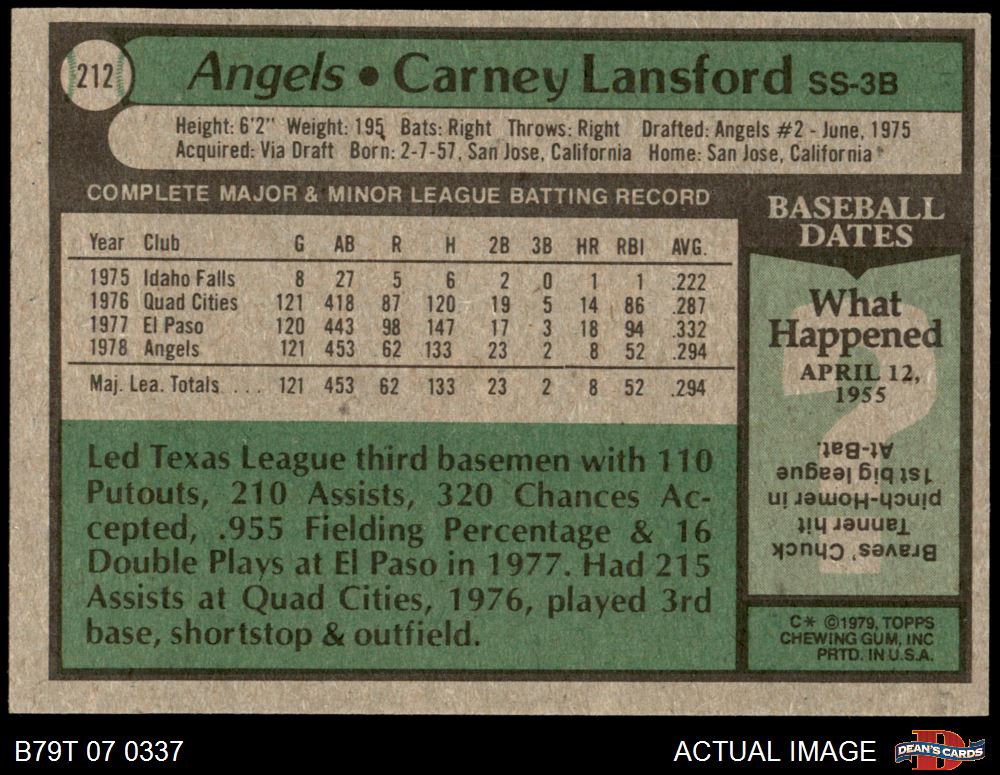 212
Angels • Carney Lansford SS-3B
Height: 6'2" Weight: 195 Bats: Right Throws: Right Drafted: Angels #2 - June, 1975
Acquired: Via Draft Born: 2-7-57, San Jose, California Home: San Jose, California
COMPLETE MAJOR & MINOR LEAGUE BATTING RECORD
Year Club G AB R H 2B 3B HR RBI AVG.
1975 Idaho Falls 8 27 5 6 2 0 1 1 .222
1976 Quad Cities 121 418 87 120 19 5 14 86 .287
1977 El Paso 120 443 98 147 17 3 18 94 .332
1978 Angels 121 453 62 133 23 2 8 52 .294
Maj. Lea. Totals . . . . 121 453 62 133 23 2 8 52 .294
Led Texas League third basemen with 110
Putouts, 210 Assists, 320 Chances Ac-
cepted, .955 Fielding Percentage & 16
Double Plays at El Paso in 1977. Had 215
Assists at Quad Cities, 1976, played 3rd
base, shortstop & outfield.
BASEBALL
DATES
What
Happened
APRIL 12,
1955
?
Braves' Chuck
Tanner hit
pinch-Homer in
1st big league
At-Bat.
C* ©1979, TOPPS
CHEWING GUM, INC
PRTD. IN U.S.A.
B79T 07 0337
ACTUAL IMAGE
DEAN'S CARDS